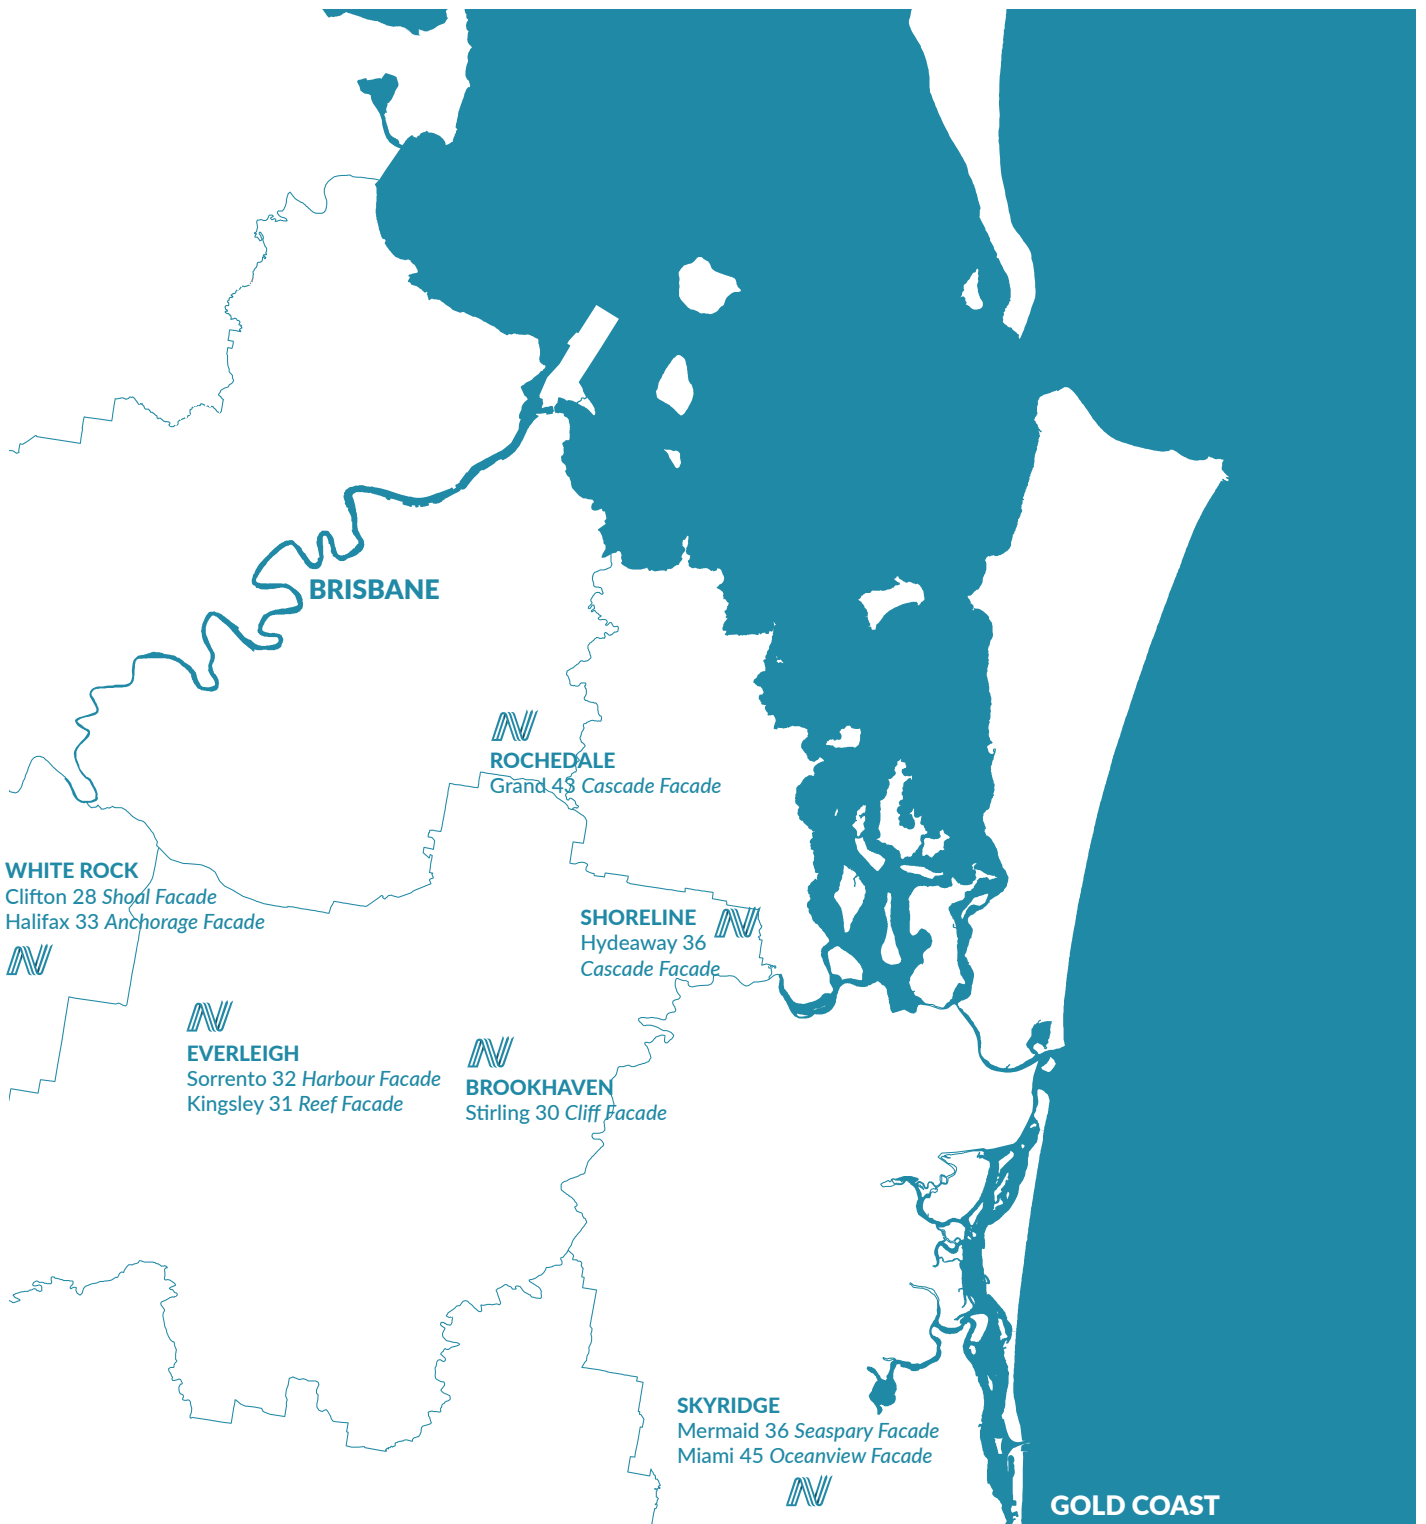 BRISBANE
ROCHEDALE
Grand 43 Cascade Facade
WHITE ROCK
Clifton 28 Shoal Facade
Halifax 33 Anchorage Facade
SHORELINE
Hydeaway 36
Cascade Facade
EVERLEIGH
Sorrento 32 Harbour Facade
Kingsley 31 Reef Facade
BROOKHAVEN
Stirling 30 Cliff Facade
SKYRIDGE
Mermaid 36 Seaspary Facade
Miami 45 Oceanview Facade
GOLD COAST